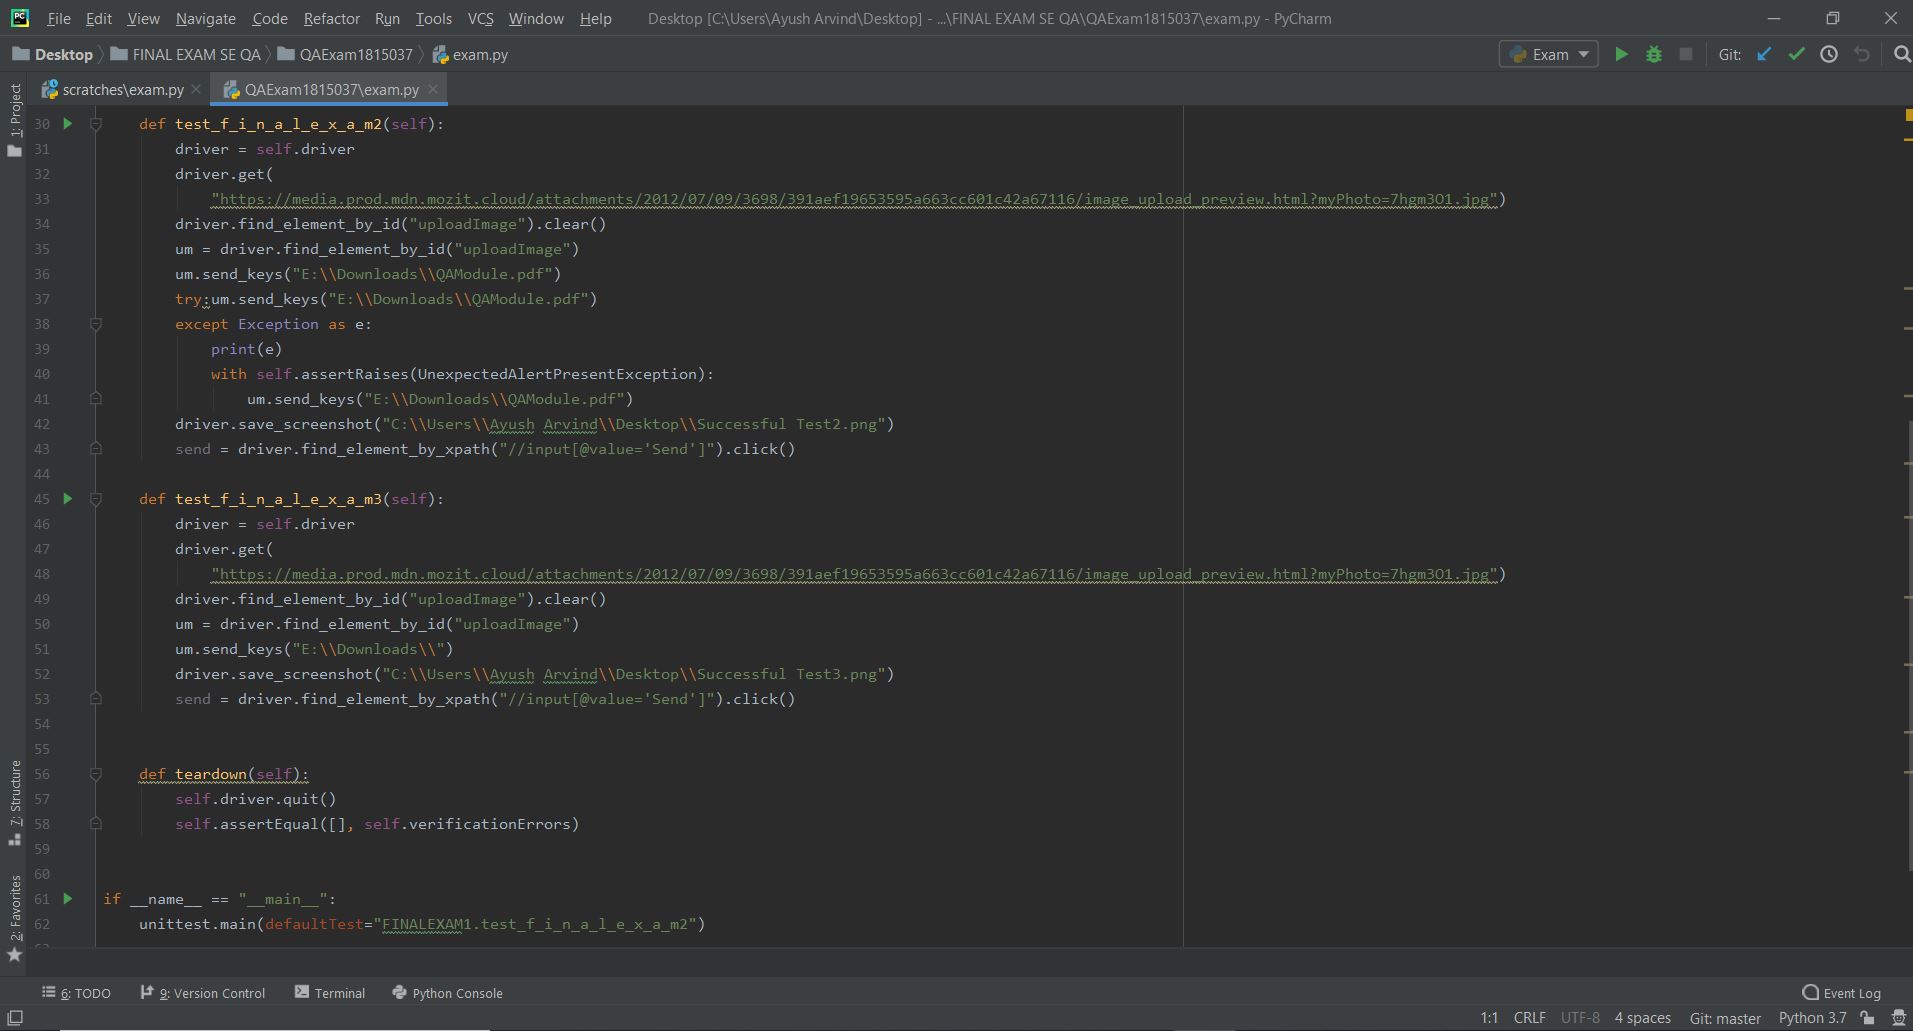 File Edit View Navigate Code Refactor Run Tools VCS Window Help Desktop [C:\Users\Ayush Arvind\Desktop] - ...\FINAL EXAM SE QA\QAExam1815037\exam.py - PyCharm
Desktop FINAL EXAM SE QA QAExam1815037 exam.py Exam Git:
scratches\exam.py QAExam1815037\exam.py
1: Project
30 def test_f_i_n_a_l_e_x_a_m2(self):
31 driver = self.driver
32 driver.get(
33 "https://media.prod.mdn.mozit.cloud/attachments/2012/07/09/3698/391aef19653595a663cc601c42a67116/image_upload_preview.html?myPhoto=7hgm3O1.jpg")
34 driver.find_element_by_id("uploadImage").clear()
35 um = driver.find_element_by_id("uploadImage")
36 um.send_keys("E:\\Downloads\\QAModule.pdf")
37 try:um.send_keys("E:\\Downloads\\QAModule.pdf")
38 except Exception as e:
39 print(e)
40 with self.assertRaises(UnexpectedAlertPresentException):
41 um.send_keys("E:\\Downloads\\QAModule.pdf")
42 driver.save_screenshot("C:\\Users\\Ayush Arvind\\Desktop\\Successful Test2.png")
43 send = driver.find_element_by_xpath("//input[@value='Send']").click()
44
45 def test_f_i_n_a_l_e_x_a_m3(self):
46 driver = self.driver
47 driver.get(
48 "https://media.prod.mdn.mozit.cloud/attachments/2012/07/09/3698/391aef19653595a663cc601c42a67116/image_upload_preview.html?myPhoto=7hgm3O1.jpg")
49 driver.find_element_by_id("uploadImage").clear()
50 um = driver.find_element_by_id("uploadImage")
51 um.send_keys("E:\\Downloads\\")
52 driver.save_screenshot("C:\\Users\\Ayush Arvind\\Desktop\\Successful Test3.png")
53 send = driver.find_element_by_xpath("//input[@value='Send']").click()
54
55
56 def teardown(self):
57 self.driver.quit()
58 self.assertEqual([], self.verificationErrors)
59
60
61 if __name__ == "__main__":
62 unittest.main(defaultTest="FINALEXAM1.test_f_i_n_a_l_e_x_a_m2")
7: Structure
2: Favorites
6: TODO 9: Version Control Terminal Python Console Event Log
1:1 CRLF UTF-8 4 spaces Git: master Python 3.7